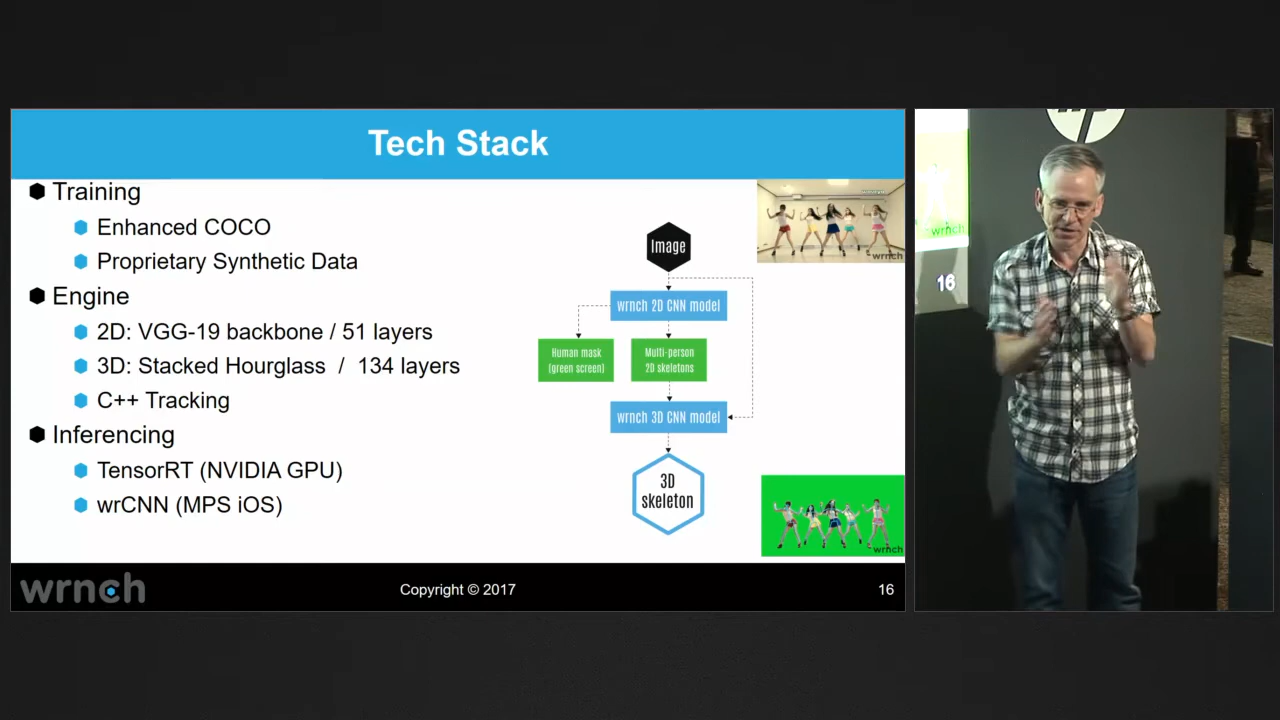 Tech Stack
Training
Enhanced COCO
Proprietary Synthetic Data
Engine
2D: VGG-19 backbone / 51 layers
3D: Stacked Hourglass / 134 layers
C++ Tracking
Inferencing
TensorRT (NVIDIA GPU)
wrCNN (MPS iOS)
Image
wrnch 2D CNN model
Human mask
(green screen)
Multi-person
2D skeletons
wrnch 3D CNN model
3D
skeleton
wrnch
wrnch
wrnch
Copyright © 2017
16
hp
wrnch
16